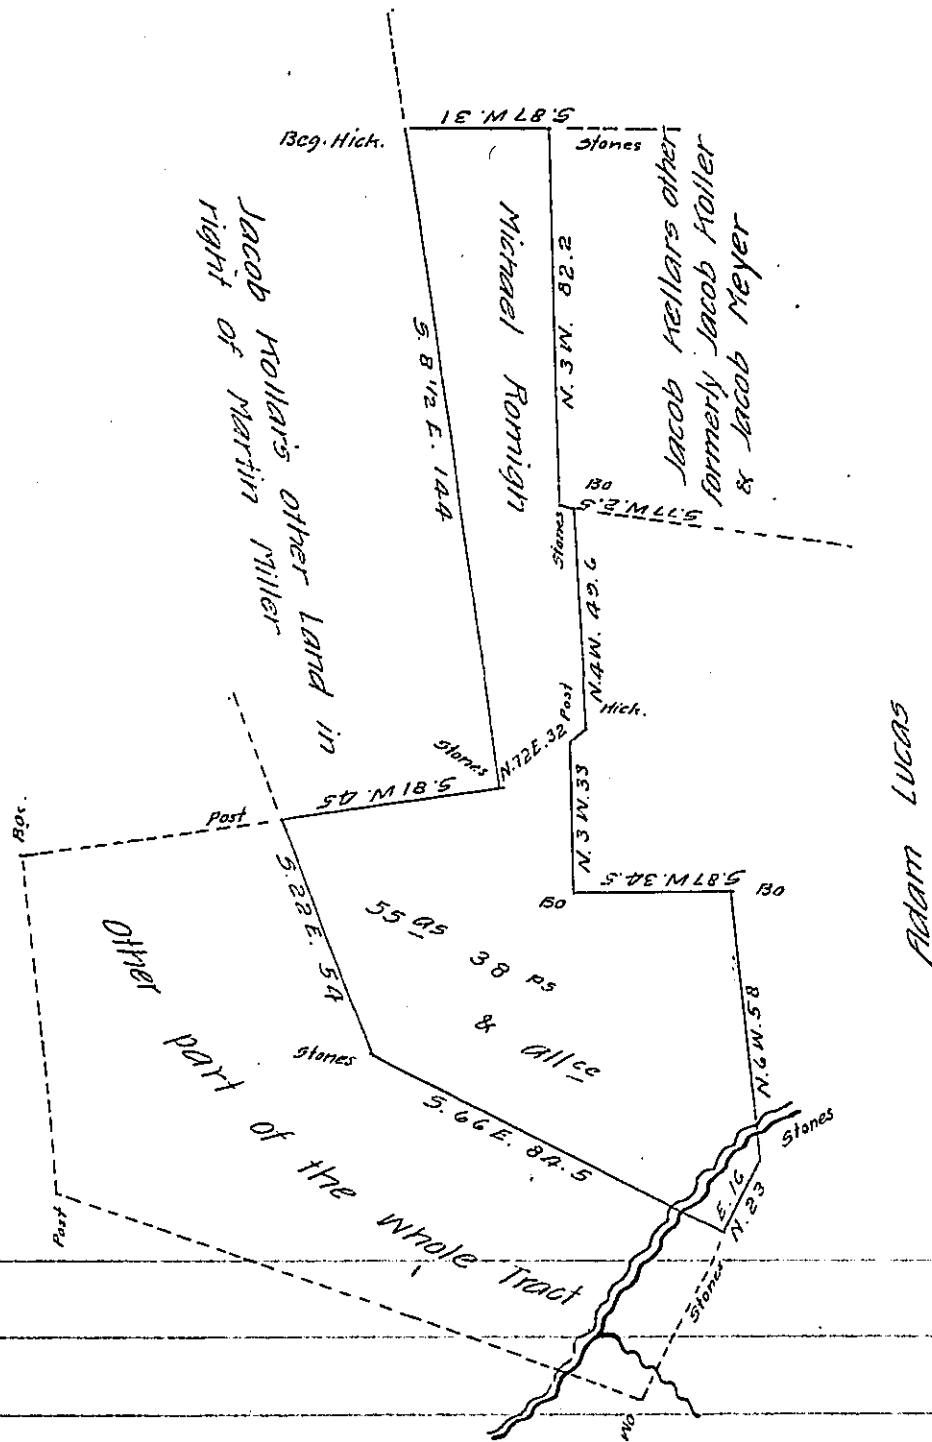 S.87 W. 31
Beg. Hick.
Stones
Jacob Kellars other
formerly Jacob Koller
& Jacob Meyer
Michael Romigh
N. 3 W. 82.2
S. 8 1/2 E. 144
Jacob Kollars other Land in
right of Martin Miller
Bo
S.77 W. 2.5
Stones
N.4 W. 49.6
Post
Hick.
N.72 E. 32
Stones
N. 3 W. 33
Adam Lucas
S.81 W. 45
Post
Bo
S.87 W. 34.5
Bo
S. 22 E. 54
55 as 38 ps
& allce
N. 6 W. 58
Stones
Stones
S. 66 E. 84.5
N. 23
E. 16
Stones
Other part of the whole Tract
Post
Wo